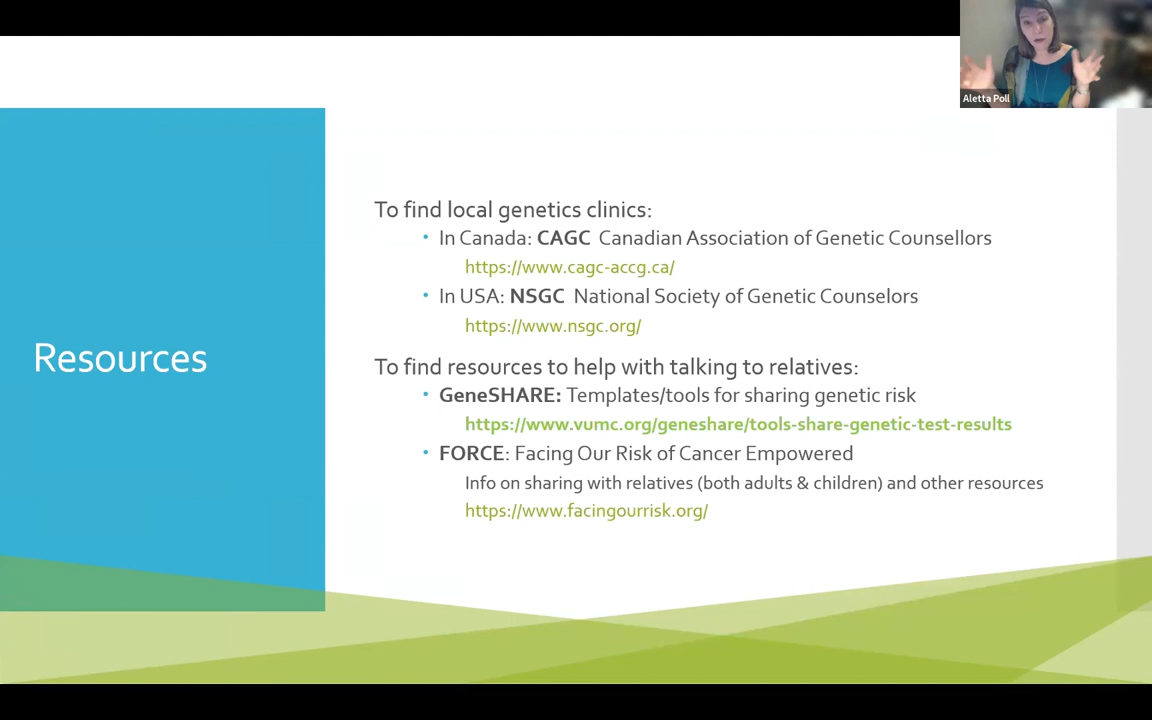 Aletta Poll
Resources
To find local genetics clinics:
• In Canada: CAGC Canadian Association of Genetic Counsellors
https://www.cagc-accg.ca/
• In USA: NSGC National Society of Genetic Counselors
https://www.nsgc.org/
To find resources to help with talking to relatives:
• GeneSHARE: Templates/tools for sharing genetic risk
https://www.vumc.org/geneshare/tools-share-genetic-test-results
• FORCE: Facing Our Risk of Cancer Empowered
Info on sharing with relatives (both adults & children) and other resources
https://www.facingourrisk.org/